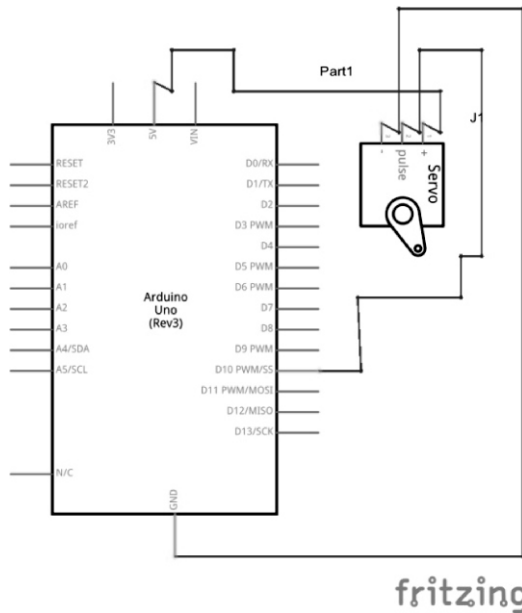 Part1
J1
3V3
5V
VIN
RESET
RESET2
AREF
ioref
A0
A1
A2
A3
A4/SDA
A5/SCL
N/C
Arduino
Uno
(Rev3)
D0/RX
D1/TX
D2
D3 PWM
D4
D5 PWM
D6 PWM
D7
D8
D9 PWM
D10 PWM/SS
D11 PWM/MOSI
D12/MISO
D13/SCK
GND
-
pulse
+
Servo
fritzing